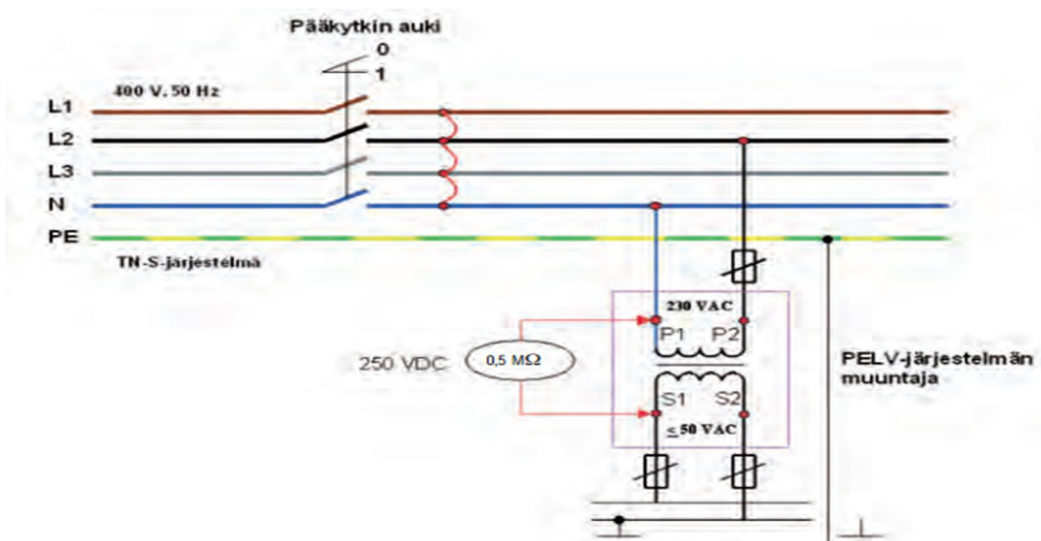 Pääkytkin auki
0
1
400 V. 50 Hz
L1
L2
L3
N
PE
TN-S-järjestelmä
230 VAC
P1 P2
250 VDC
0,5 MΩ
PELV-järjestelmän
muuntaja
S1 S2
≤ 50 VAC